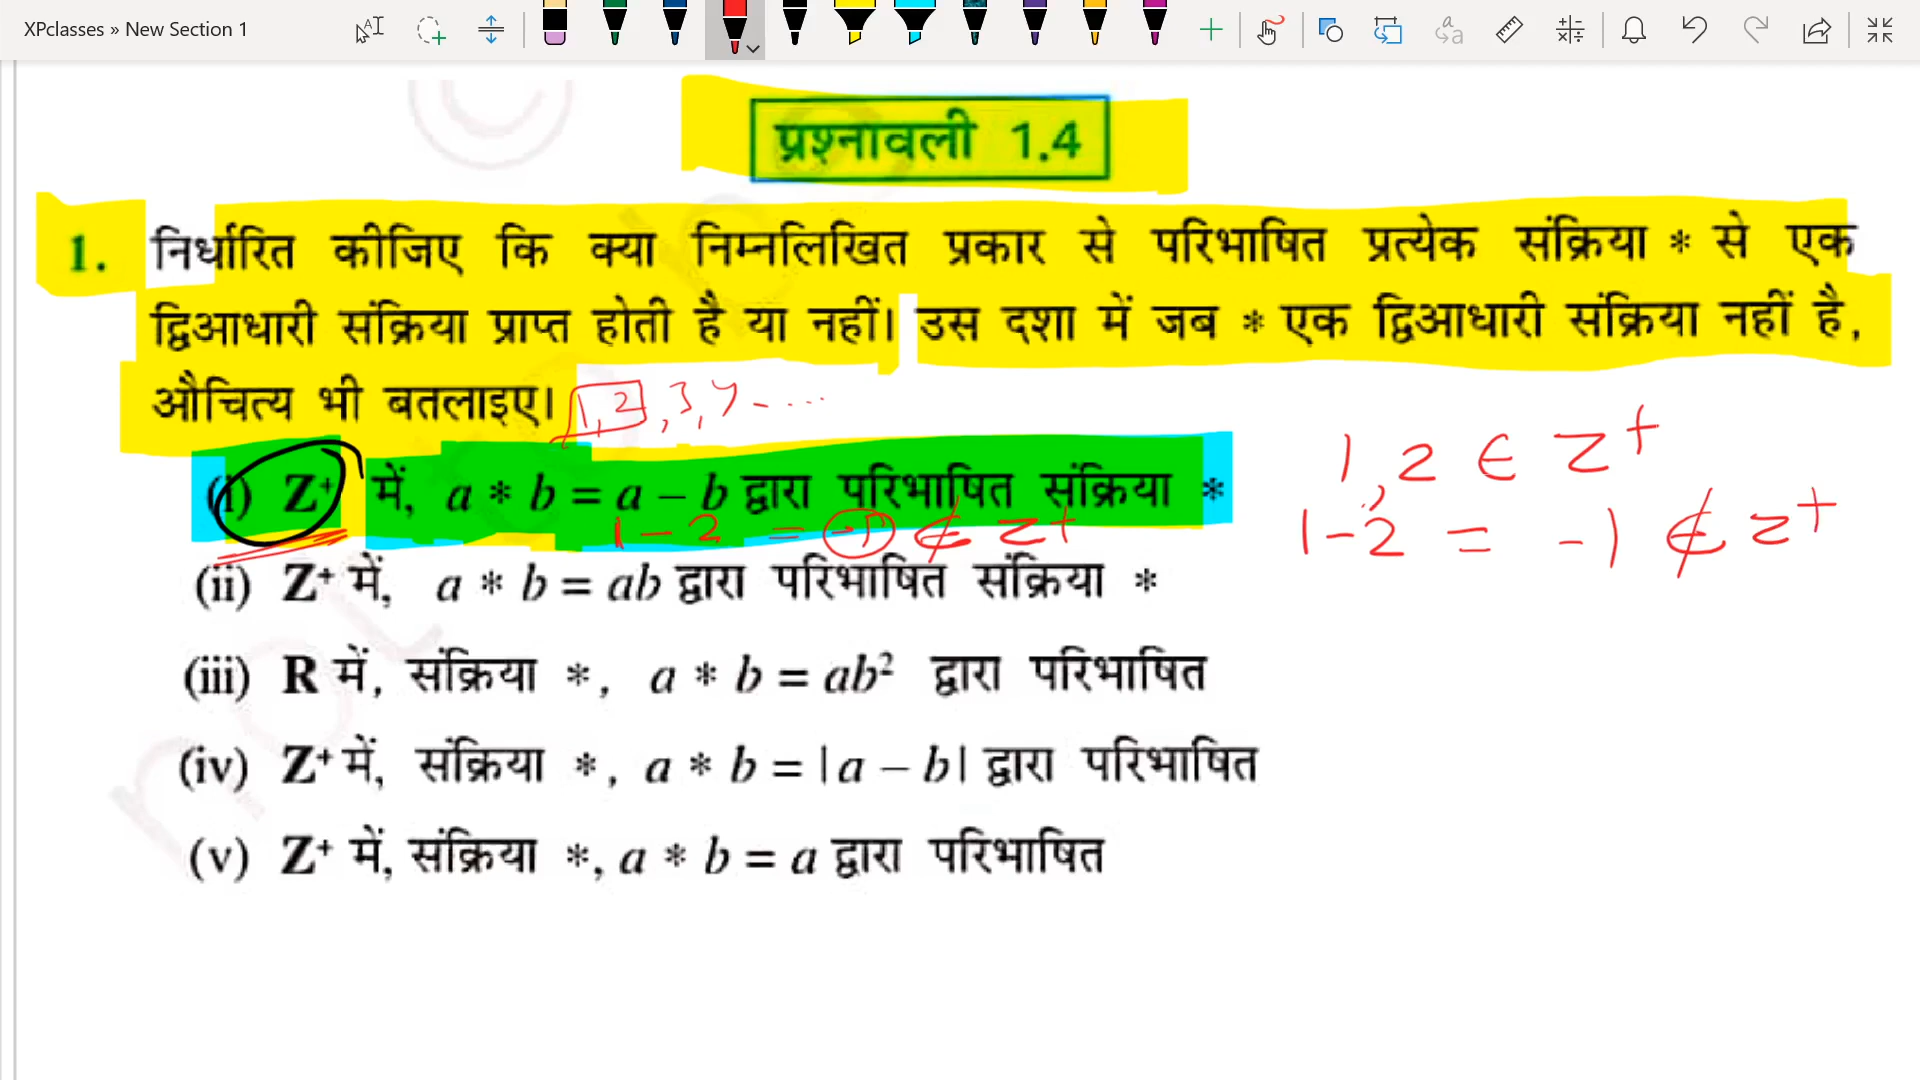 XPclasses » New Section 1
प्रश्नावली 1.4
1. निर्धारित कीजिए कि क्या निम्नलिखित प्रकार से परिभाषित प्रत्येक संक्रिया * से एक
द्विआधारी संक्रिया प्राप्त होती है या नहीं। उस दशा में जब * एक द्विआधारी संक्रिया नहीं है,
औचित्य भी बतलाइए। 1,2,3,4-....
1,2 ∈ Z+
(i) Z+ में, a * b = a – b द्वारा परिभाषित संक्रिया *
1-2 = -1 ∉ Z+
1-2 = -1 ∉ Z+
(ii) Z+ में, a * b = ab द्वारा परिभाषित संक्रिया *
(iii) R में, संक्रिया *, a * b = ab² द्वारा परिभाषित
(iv) Z+ में, संक्रिया *, a * b = |a – b| द्वारा परिभाषित
(v) Z+ में, संक्रिया *, a * b = a द्वारा परिभाषित